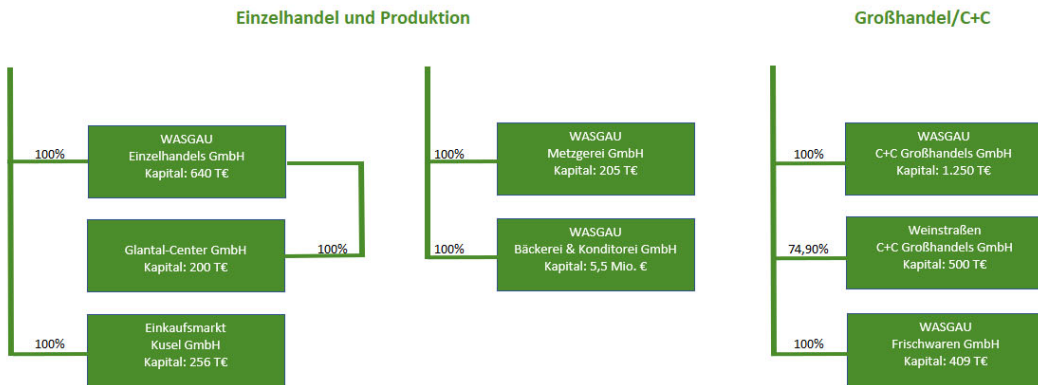 Einzelhandel und Produktion
Großhandel/C+C
100%
WASGAU
Einzelhandels GmbH
Kapital: 640 T€
Glantal-Center GmbH
Kapital: 200 T€
100%
100%
Einkaufsmarkt
Kusel GmbH
Kapital: 256 T€
100%
WASGAU
Metzgerei GmbH
Kapital: 205 T€
100%
WASGAU
Bäckerei & Konditorei GmbH
Kapital: 5,5 Mio. €
100%
WASGAU
C+C Großhandels GmbH
Kapital: 1.250 T€
74,90%
Weinstraßen
C+C Großhandels GmbH
Kapital: 500 T€
100%
WASGAU
Frischwaren GmbH
Kapital: 409 T€